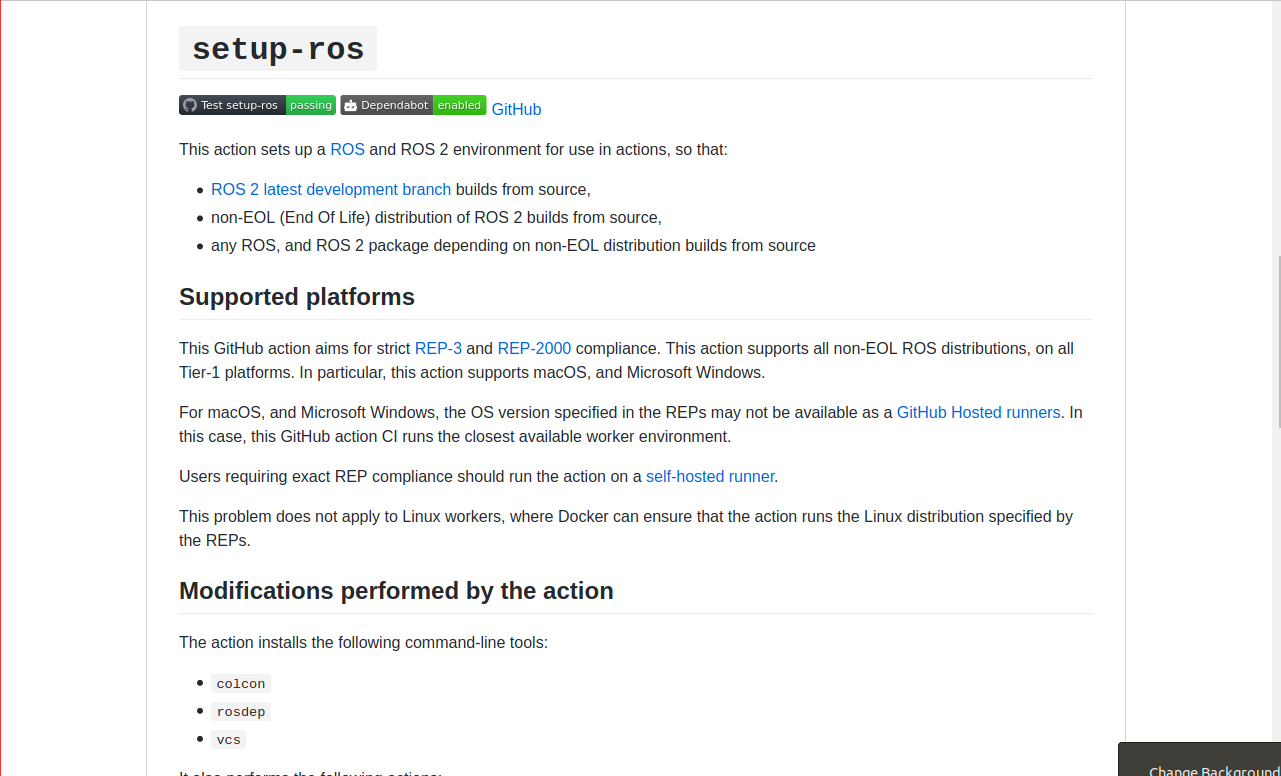 setup-ros
Test setup-ros passing Dependabot enabled GitHub
This action sets up a ROS and ROS 2 environment for use in actions, so that:
ROS 2 latest development branch builds from source,
non-EOL (End Of Life) distribution of ROS 2 builds from source,
any ROS, and ROS 2 package depending on non-EOL distribution builds from source
Supported platforms
This GitHub action aims for strict REP-3 and REP-2000 compliance. This action supports all non-EOL ROS distributions, on all
Tier-1 platforms. In particular, this action supports macOS, and Microsoft Windows.
For macOS, and Microsoft Windows, the OS version specified in the REPs may not be available as a GitHub Hosted runners. In
this case, this GitHub action CI runs the closest available worker environment.
Users requiring exact REP compliance should run the action on a self-hosted runner.
This problem does not apply to Linux workers, where Docker can ensure that the action runs the Linux distribution specified by
the REPs.
Modifications performed by the action
The action installs the following command-line tools:
colcon
rosdep
vcs
It also performs the following actions:
Change Background